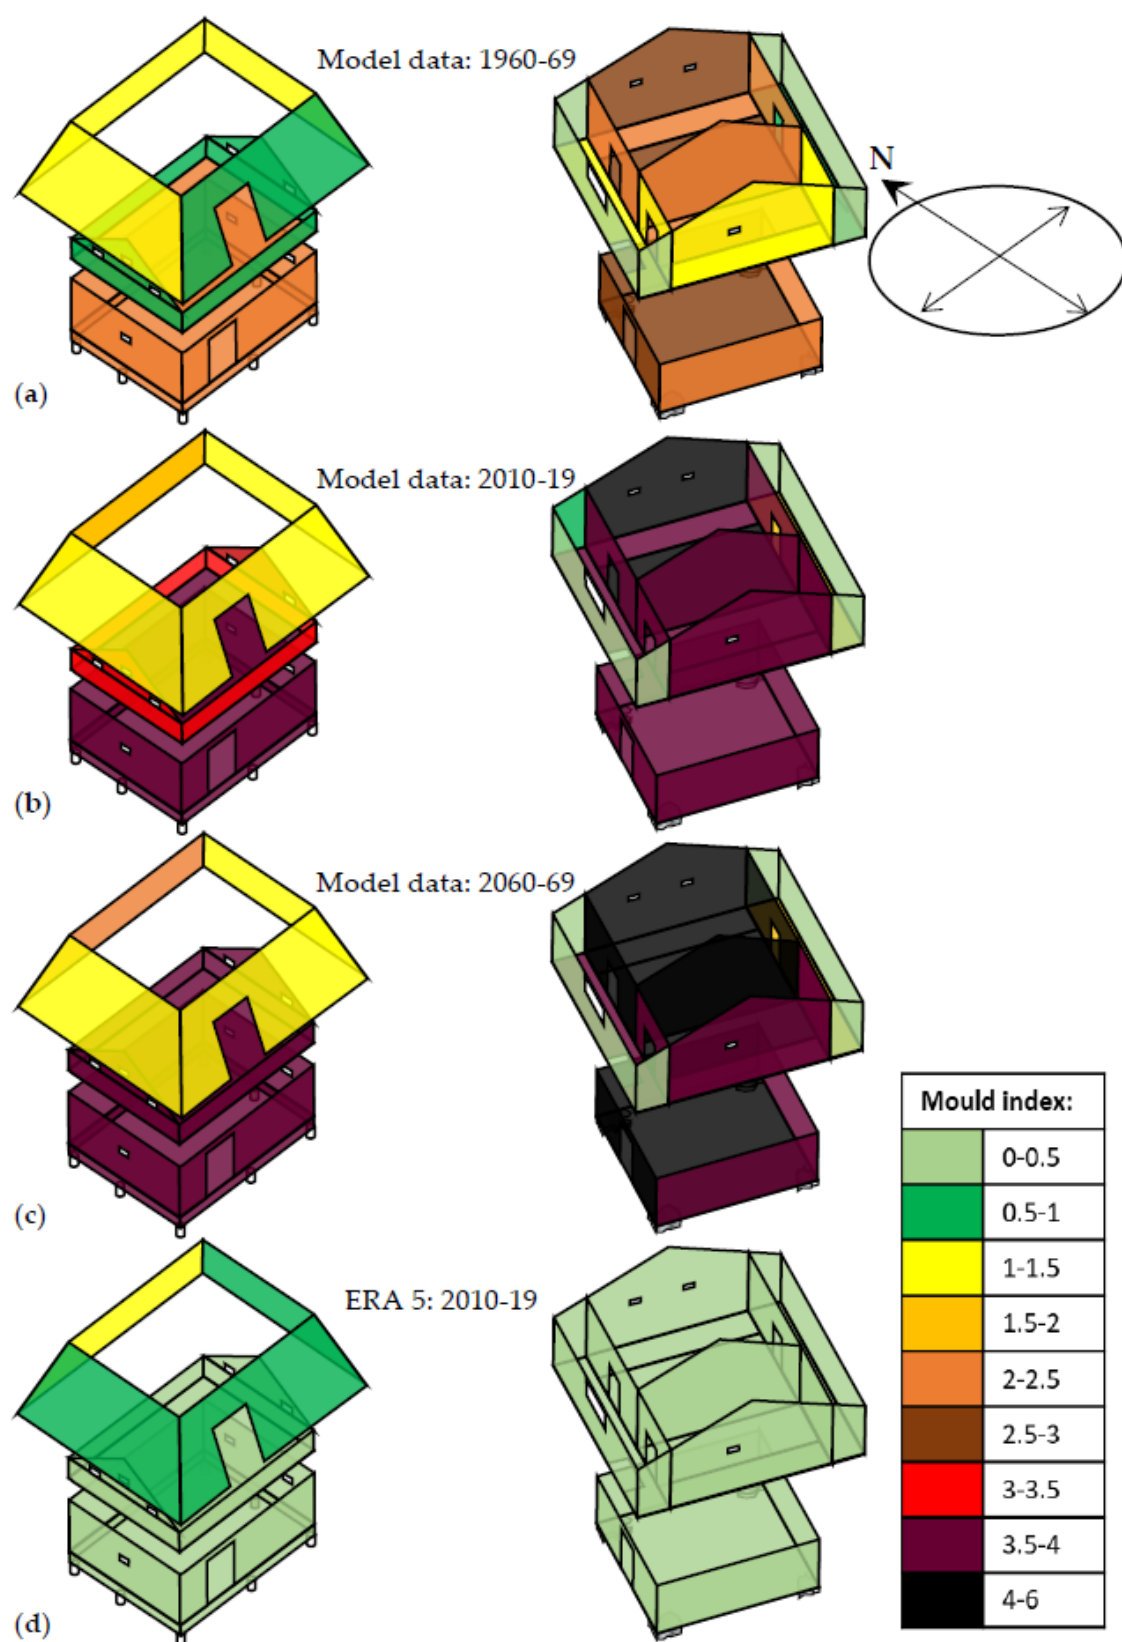 Model data: 1960-69
N
(a)
Model data: 2010-19
(b)
Model data: 2060-69
(c)
ERA 5: 2010-19
(d)
Mould index:
0-0.5
0.5-1
1-1.5
1.5-2
2-2.5
2.5-3
3-3.5
3.5-4
4-6